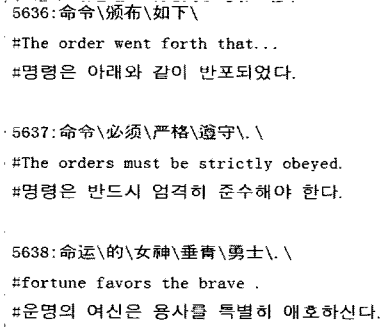 5636:命令\颁布\如下\
#The order went forth that...
#명령은 아래와 같이 반포되었다.
5637:命令\必须\严格\遵守\.\
#The orders must be strictly obeyed.
#명령은 반드시 엄격히 준수해야 한다.
5638:命运\的\女神\垂青\勇士\.\
#fortune favors the brave .
#운명의 여신은 용사를 특별히 애호하신다.